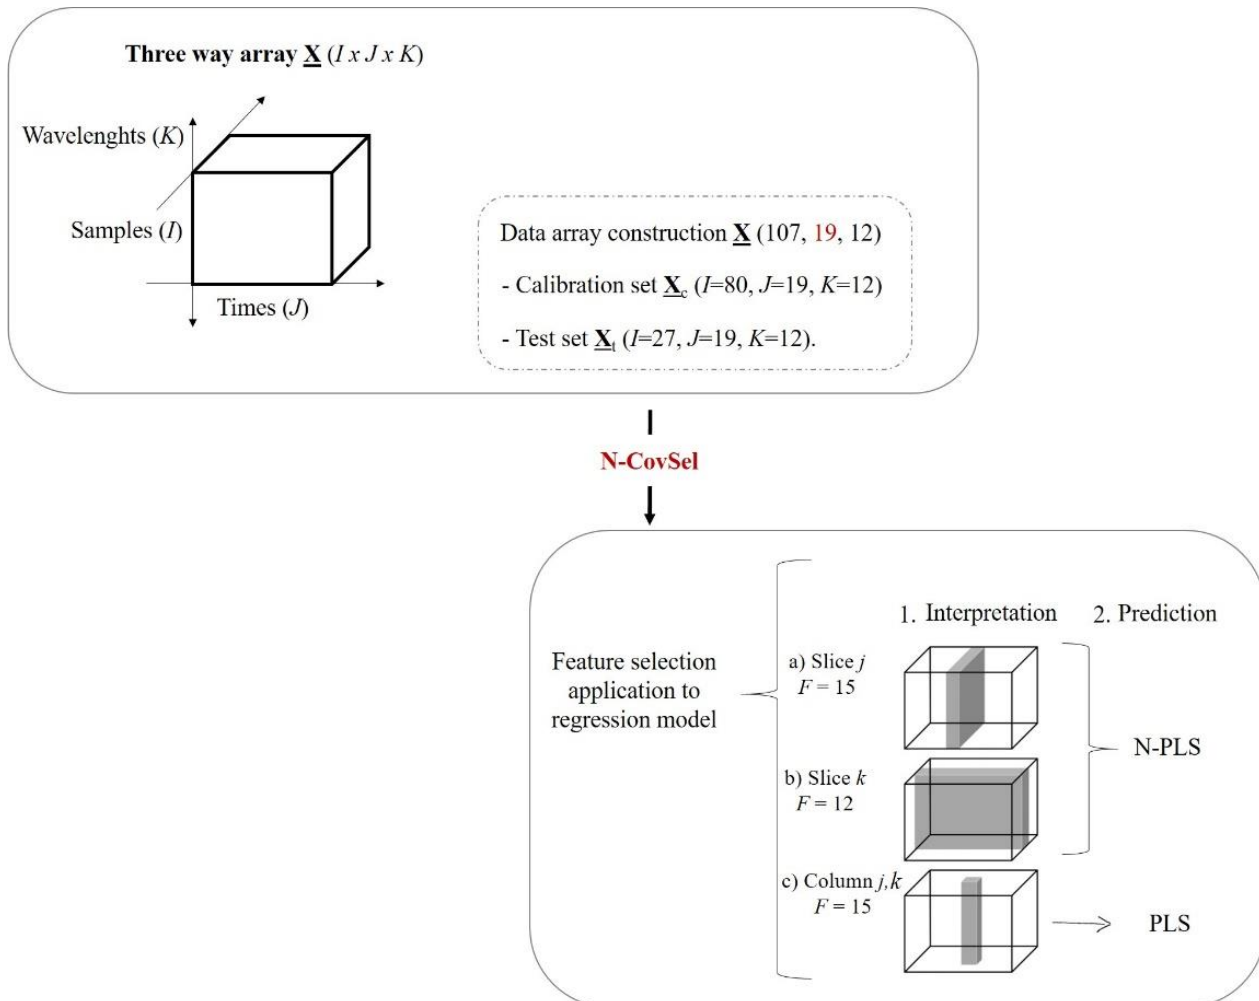 Three way array X (I x J x K)
Wavelenghts (K)
Samples (I)
Times (J)
Data array construction X (107, 19, 12)
- Calibration set Xc (I=80, J=19, K=12)
- Test set Xt (I=27, J=19, K=12).
N-CovSel
Feature selection
application to
regression model
1. Interpretation
2. Prediction
a) Slice j
F = 15
b) Slice k
F = 12
c) Column j,k
F = 15
N-PLS
PLS